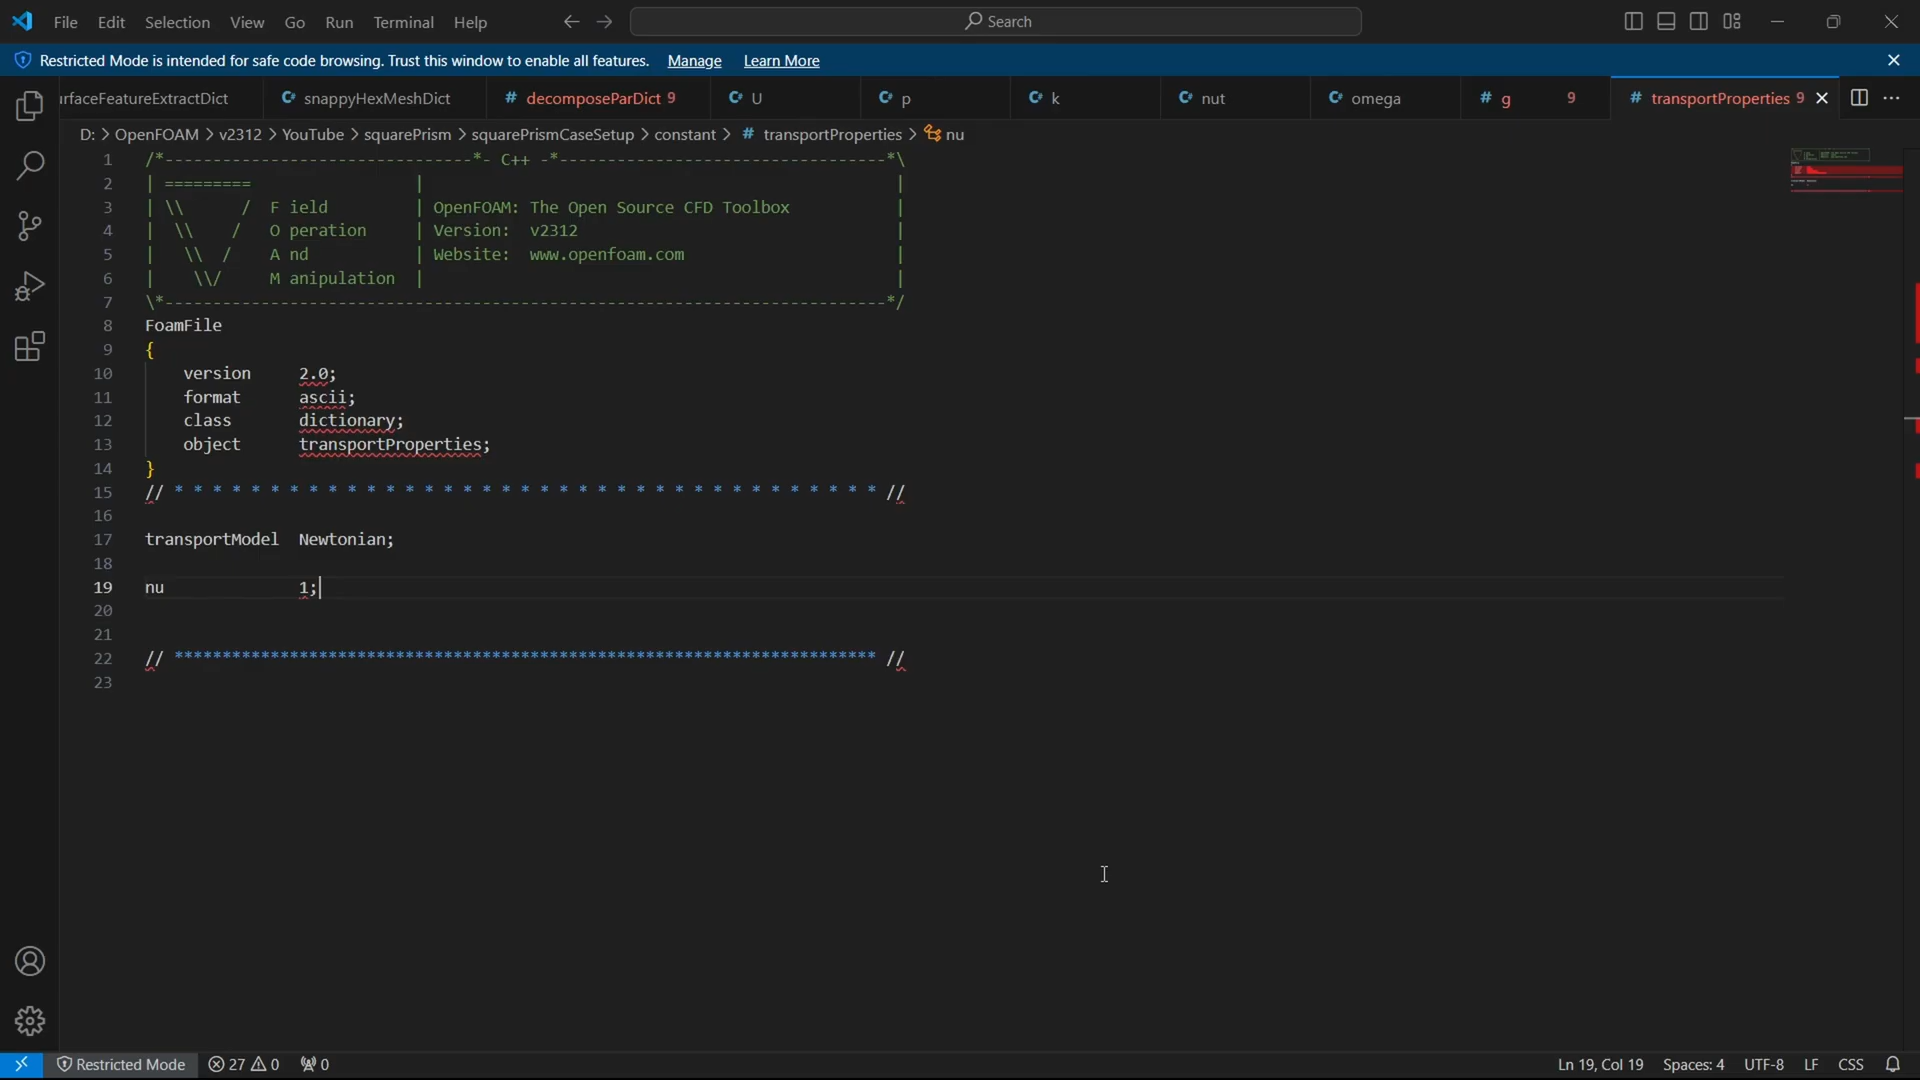 File Edit Selection View Go Run Terminal Help Search
Restricted Mode is intended for safe code browsing. Trust this window to enable all features. Manage Learn More
rfaceFeatureExtractDict snappyHexMeshDict # decomposeParDict 9 U p k nut omega # g 9 # transportProperties 9
D: > OpenFOAM > v2312 > YouTube > squarePrism > squarePrismCaseSetup > constant > # transportProperties > nu
1 /*--------------------------------*- C++ -*----------------------------------*\
2 | ========= | |
3 | \\ / F ield | OpenFOAM: The Open Source CFD Toolbox |
4 | \\ / O peration | Version: v2312 |
5 | \\ / A nd | Website: www.openfoam.com |
6 | \\/ M anipulation | |
7 \*---------------------------------------------------------------------------*/
8 FoamFile
9 {
10 version 2.0;
11 format ascii;
12 class dictionary;
13 object transportProperties;
14 }
15 // * * * * * * * * * * * * * * * * * * * * * * * * * * * * * * * * * * * * * //
16
17 transportModel Newtonian;
18
19 nu 1;
20
21
22 // ************************************************************************* //
23
Restricted Mode 27 0 0 Ln 19, Col 19 Spaces: 4 UTF-8 LF CSS